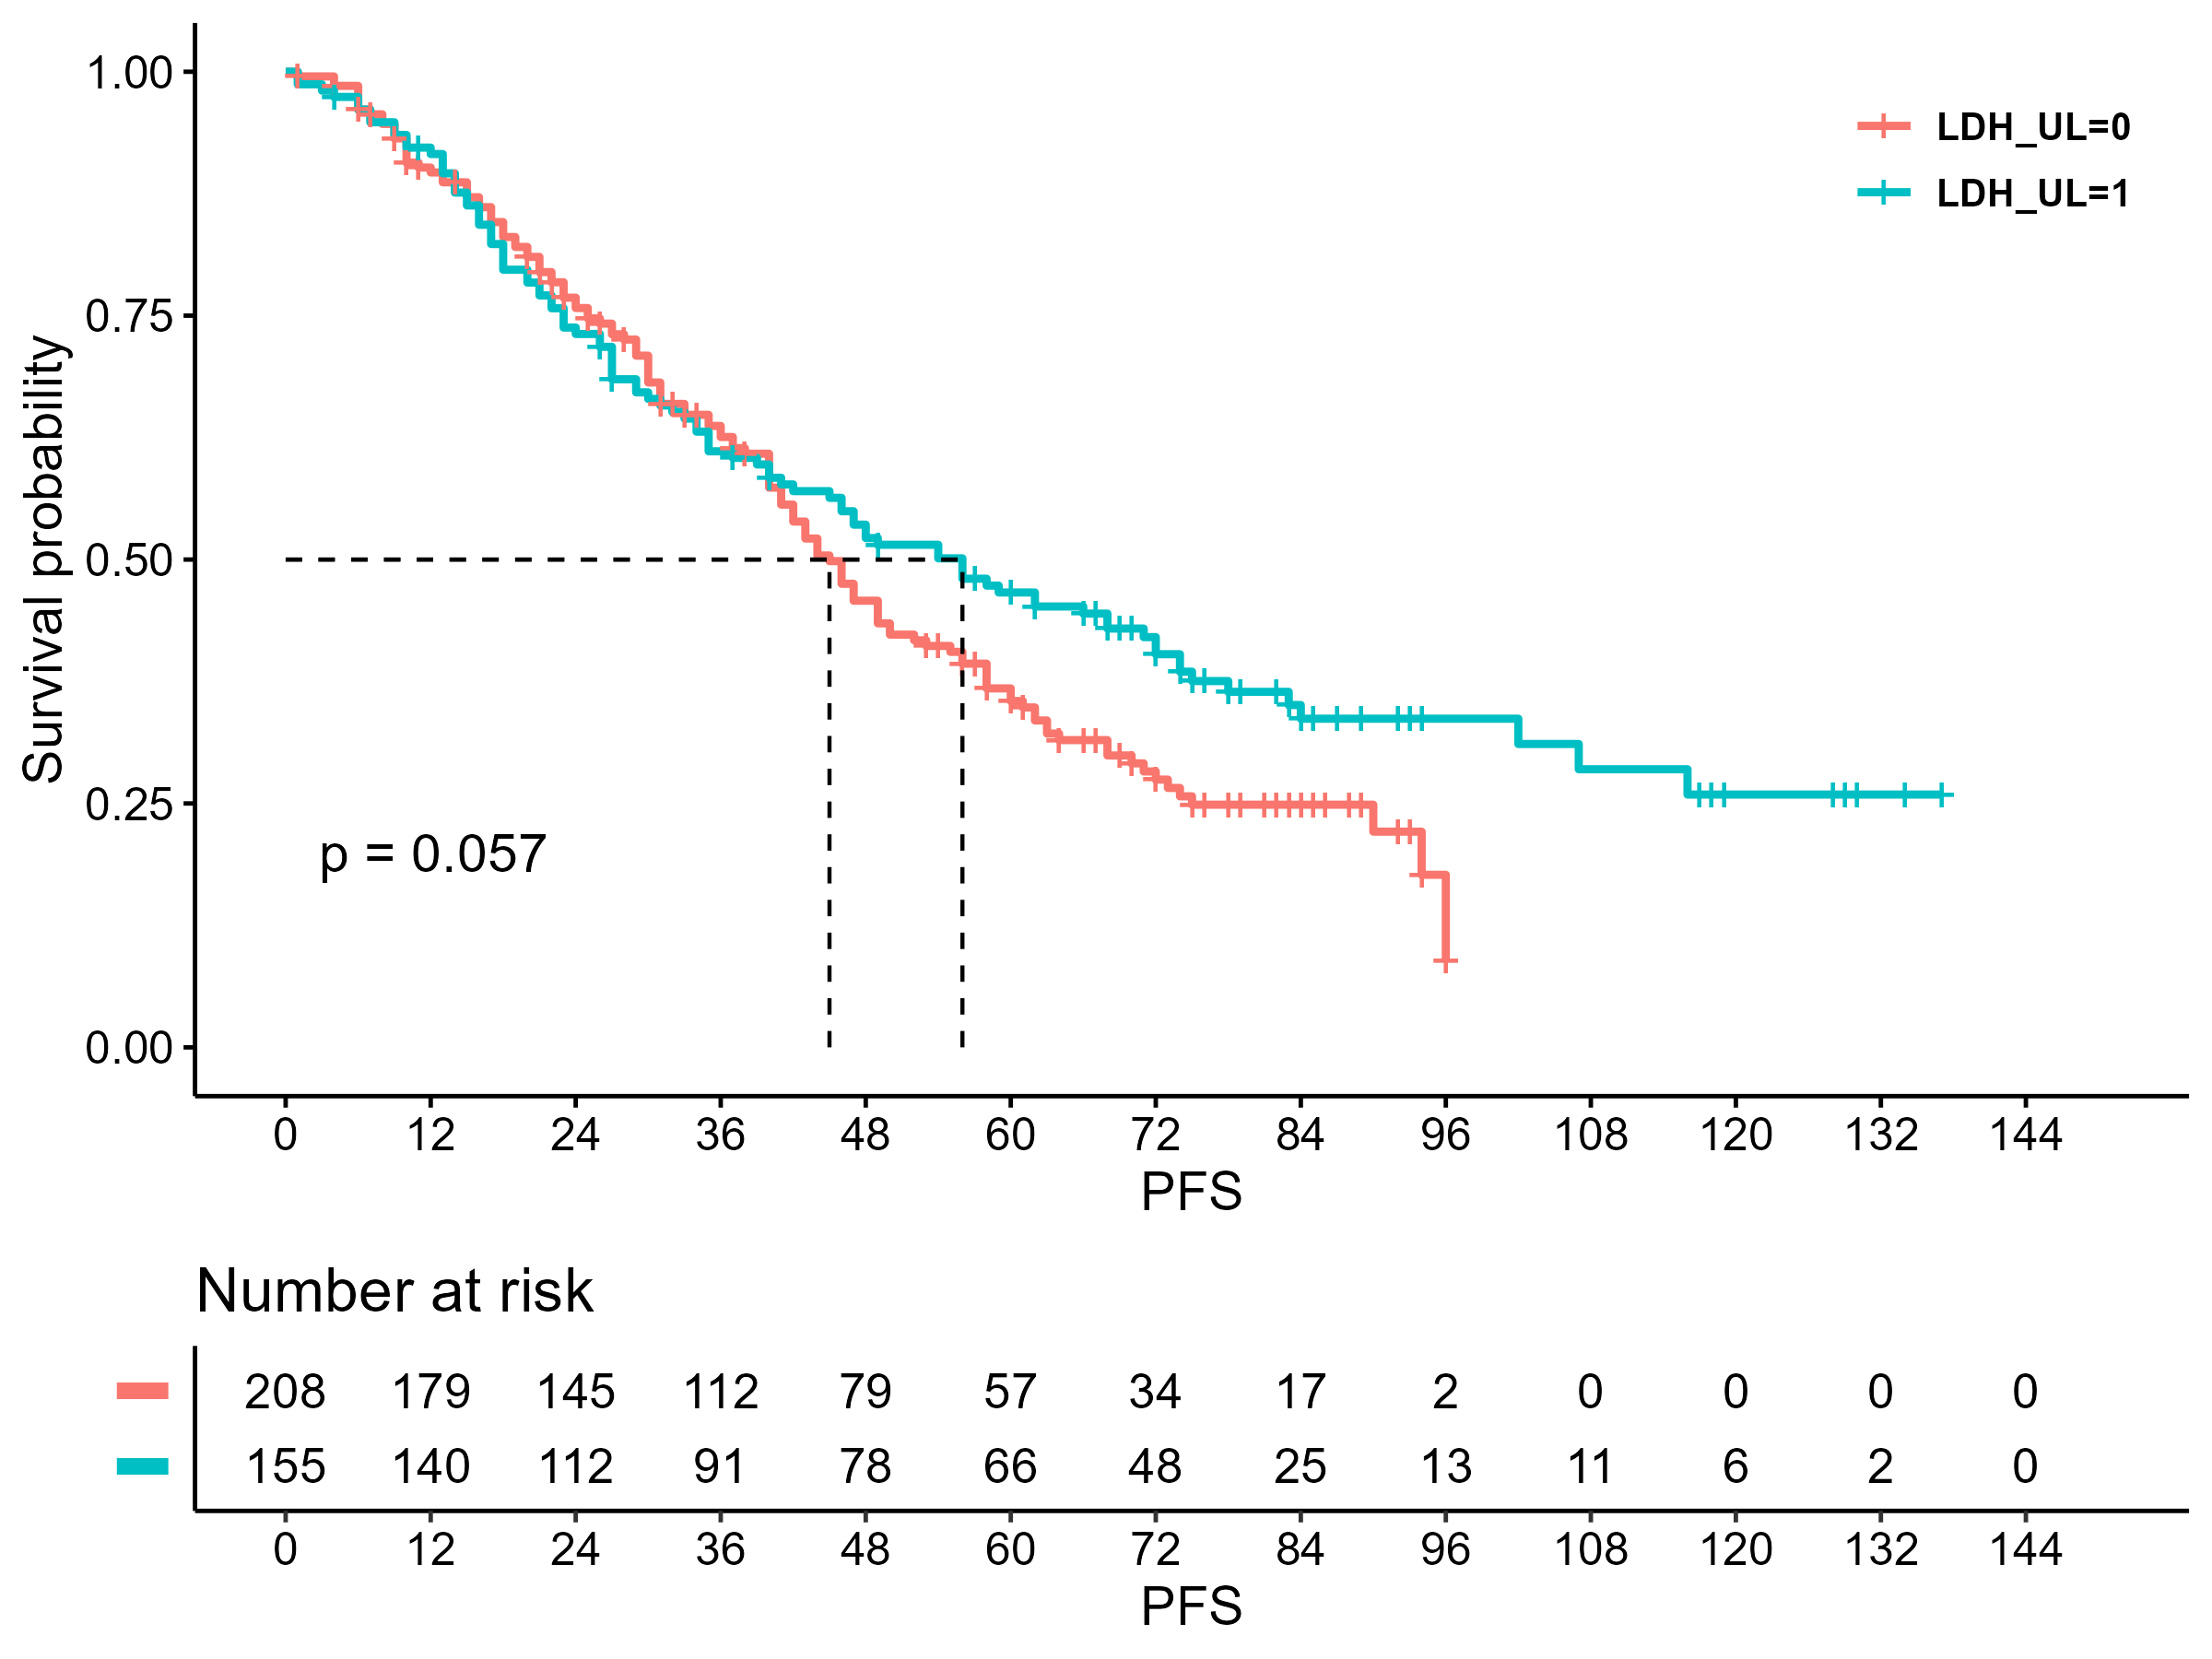 1.00
0.75
0.50
0.25
0.00
Survival probability
LDH_UL=0
LDH_UL=1
p = 0.057
0 12 24 36 48 60 72 84 96 108 120 132 144
PFS
Number at risk
208 179 145 112 79 57 34 17 2 0 0 0 0
155 140 112 91 78 66 48 25 13 11 6 2 0
0 12 24 36 48 60 72 84 96 108 120 132 144
PFS